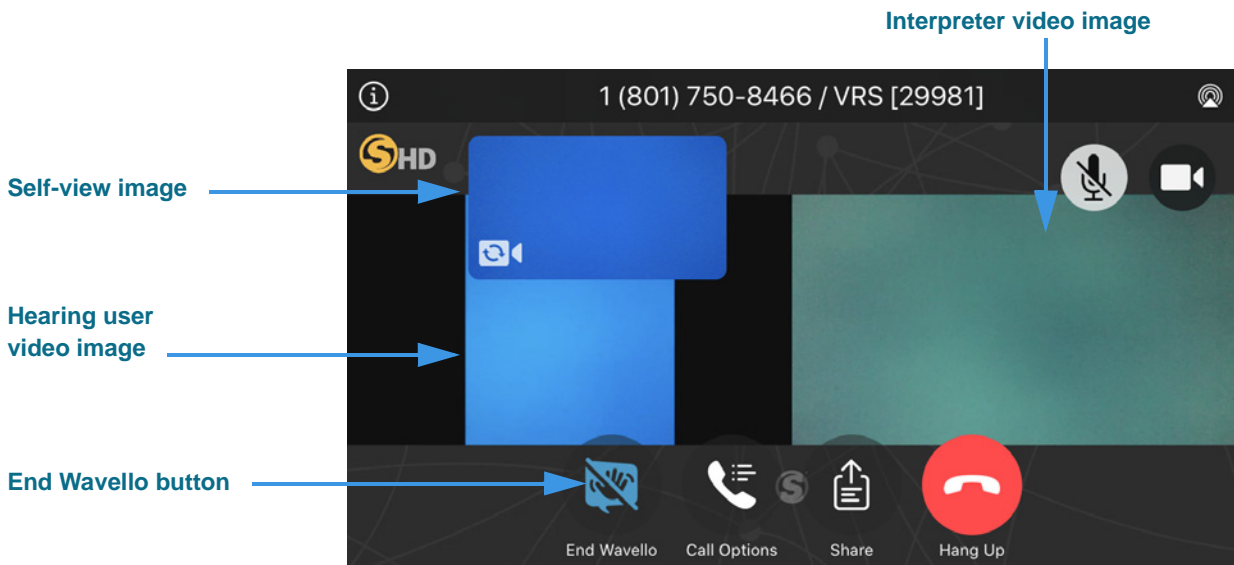 Interpreter video image
1 (801) 750-8466 / VRS [29981]
S HD
Self-view image
Hearing user
video image
End Wavello button
S
End Wavello Call Options Share Hang Up